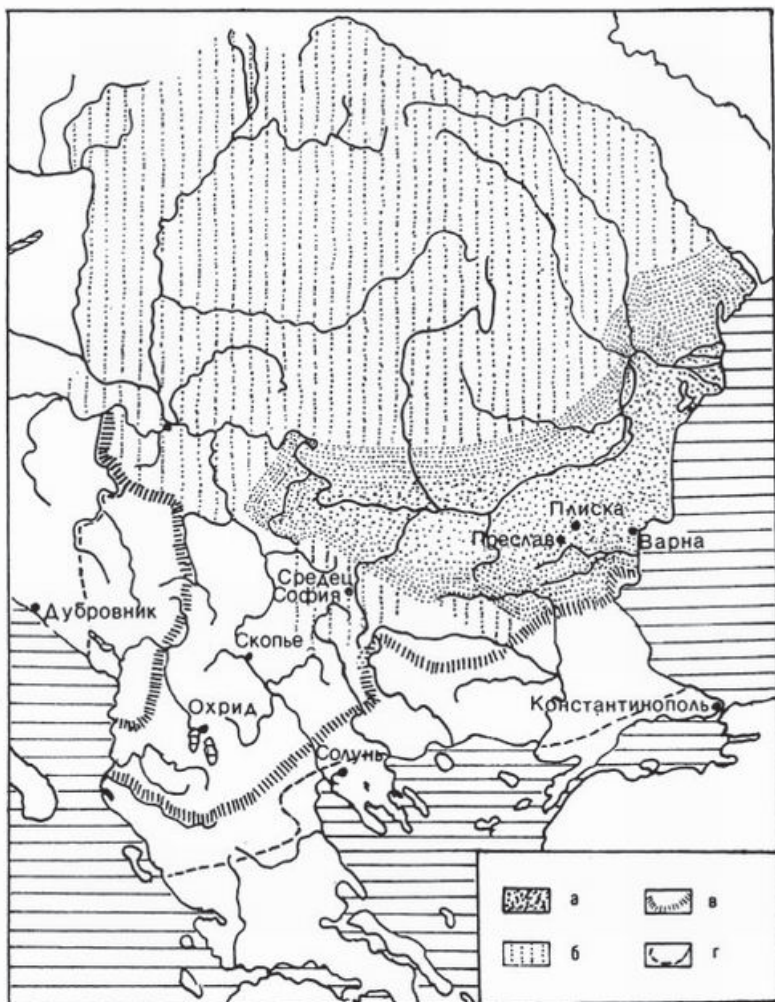 Плиска
Преслав
Варна
Средец
София
Дубровник
Скопье
Охрид
Константинополь
Солунь
а
в
б
г